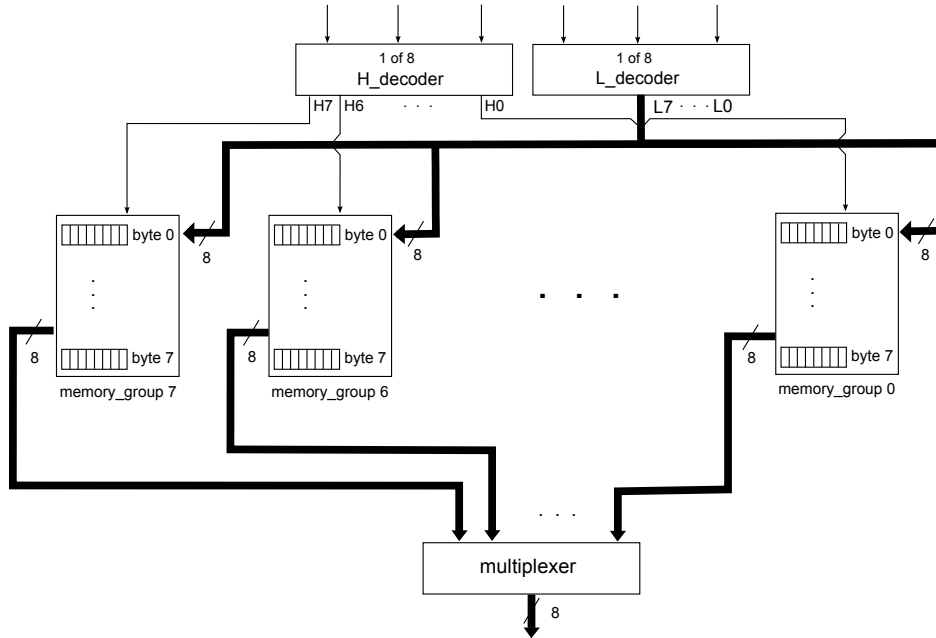 1 of 8
H_decoder
1 of 8
L_decoder
H7 H6 . . . H0
L7 . . . L0
byte 0
8
byte 0
8
. . .
byte 0
8
8
byte 7
8
byte 7
8
byte 7
memory_group 7
memory_group 6
memory_group 0
. . .
multiplexer
8